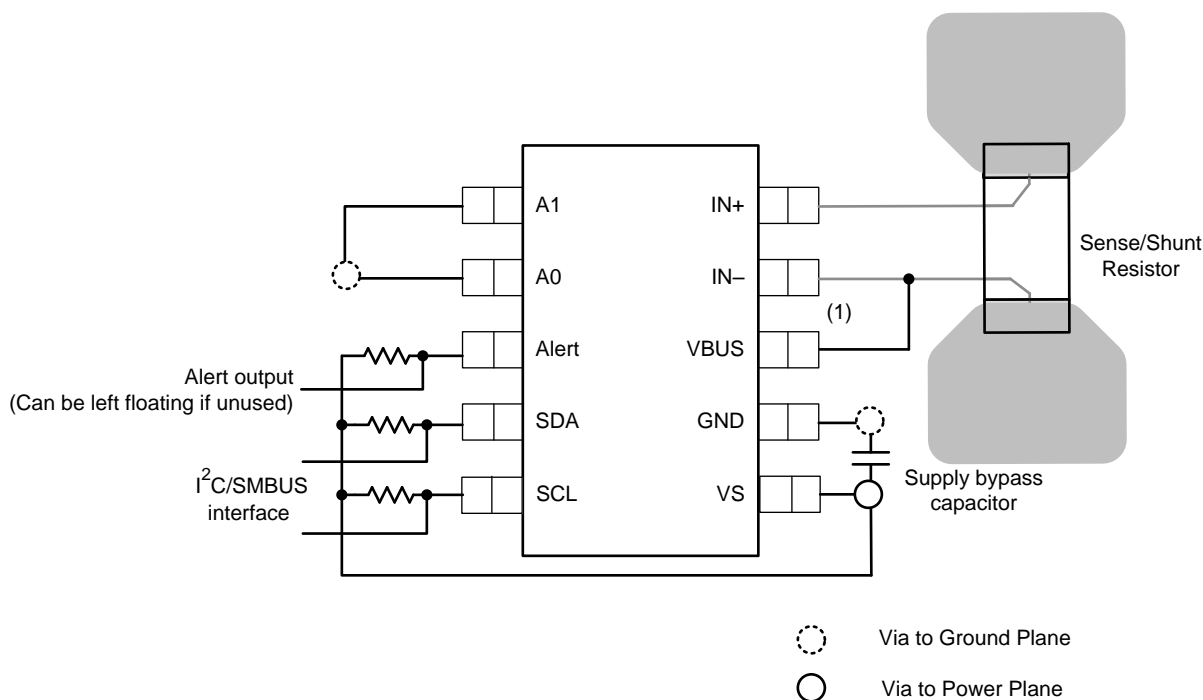 A1
A0
Alert
SDA
SCL
IN+
IN–
VBUS
GND
VS
(1)
Alert output
(Can be left floating if unused)
I²C/SMBUS
interface
Sense/Shunt
Resistor
Supply bypass
capacitor
Via to Ground Plane
Via to Power Plane